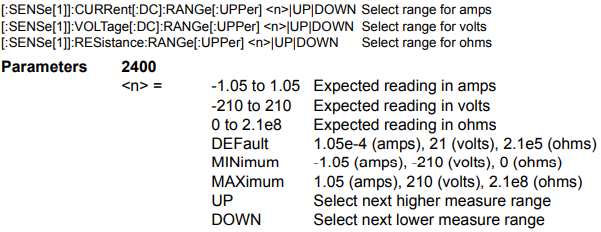 [:SENSe[1]]:CURRent[:DC]:RANGe[:UPPer] <n>|UP|DOWN Select range for amps
[:SENSe[1]]:VOLTage[:DC]:RANGe[:UPPer] <n>|UP|DOWN Select range for volts
[:SENSe[1]]:RESistance:RANGe[:UPPer] <n>|UP|DOWN Select range for ohms
Parameters 2400
<n> = -1.05 to 1.05 Expected reading in amps
-210 to 210 Expected reading in volts
0 to 2.1e8 Expected reading in ohms
DEFault 1.05e-4 (amps), 21 (volts), 2.1e5 (ohms)
MINimum -1.05 (amps), -210 (volts), 0 (ohms)
MAXimum 1.05 (amps), 210 (volts), 2.1e8 (ohms)
UP Select next higher measure range
DOWN Select next lower measure range